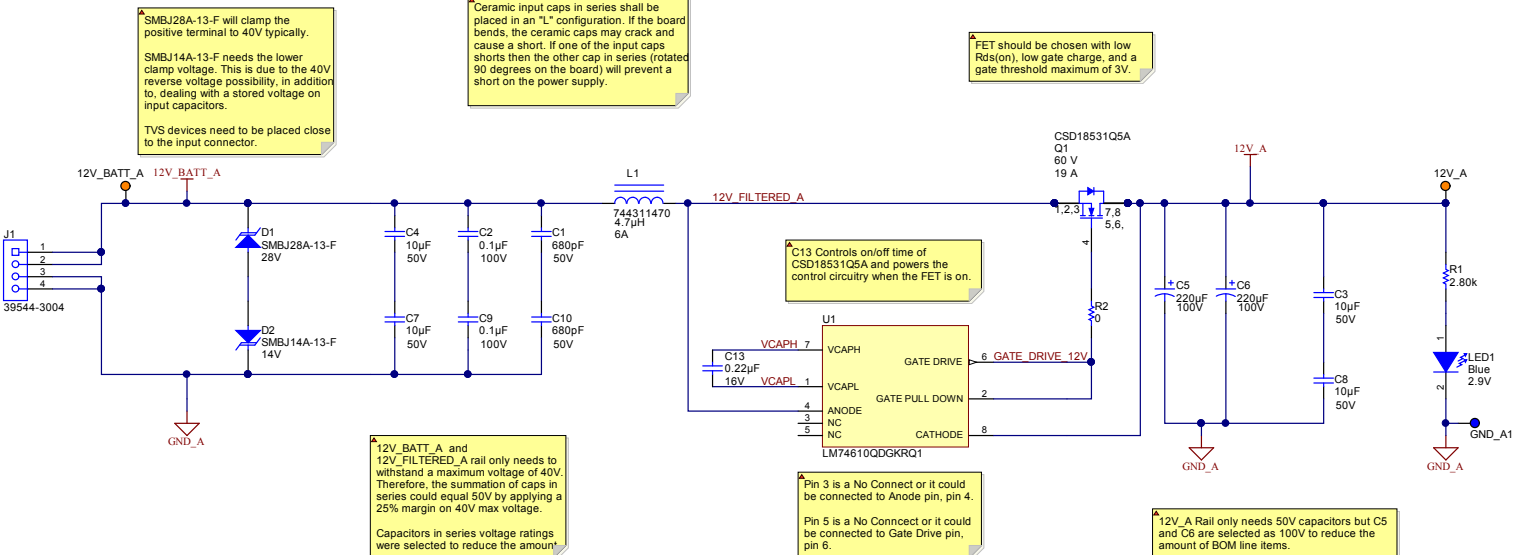 SMBJ28A-13-F will clamp the
positive terminal to 40V typically.
SMBJ14A-13-F needs the lower
clamp voltage. This is due to the 40V
reverse voltage possibility, in addition
to, dealing with a stored voltage on
input capacitors.
TVS devices need to be placed close
to the input connector.
Ceramic input caps in series shall be
placed in an "L" configuration. If the board
bends, the ceramic caps may crack and
cause a short. If one of the input caps
shorts then the other cap in series (rotated
90 degrees on the board) will prevent a
short on the power supply.
FET should be chosen with low
Rds(on), low gate charge, and a
gate threshold maximum of 3V.
12V_BATT_A
12V_BATT_A
J1
1
2
3
4
39544-3004
D1
SMBJ28A-13-F
28V
D2
SMBJ14A-13-F
14V
GND_A
C4
10µF
50V
C2
0.1µF
100V
C1
680pF
50V
C7
10µF
50V
C9
0.1µF
100V
C10
680pF
50V
L1
744311470
4.7µH
6A
12V_FILTERED_A
CSD18531Q5A
Q1
60 V
19 A
1,2,3
7,8
5,6,
4
C13 Controls on/off time of
CSD18531Q5A and powers the
control circuitry when the FET is on.
R2
0
U1
VCAPH 7
VCAPH
C13
0.22µF
16V
VCAPL 1
VCAPL
GATE DRIVE
6 GATE_DRIVE_12V
GATE PULL DOWN
2
4
ANODE
3
NC
5
NC
CATHODE
8
LM74610QDGKRQ1
12V_A
12V_A
+
C5
220µF
100V
+
C6
220µF
100V
C3
10µF
50V
C8
10µF
50V
GND_A
R1
2.80k
1
LED1
Blue
2.9V
2
GND_A1
GND_A
12V_BATT_A and
12V_FILTERED_A rail only needs to
withstand a maximum voltage of 40V.
Therefore, the summation of caps in
series could equal 50V by applying a
25% margin on 40V max voltage.
Capacitors in series voltage ratings
were selected to reduce the amount
Pin 3 is a No Connect or it could
be connected to Anode pin, pin 4.
Pin 5 is a No Conncect or it could
be connected to Gate Drive pin,
pin 6.
12V_A Rail only needs 50V capacitors but C5
and C6 are selected as 100V to reduce the
amount of BOM line items.